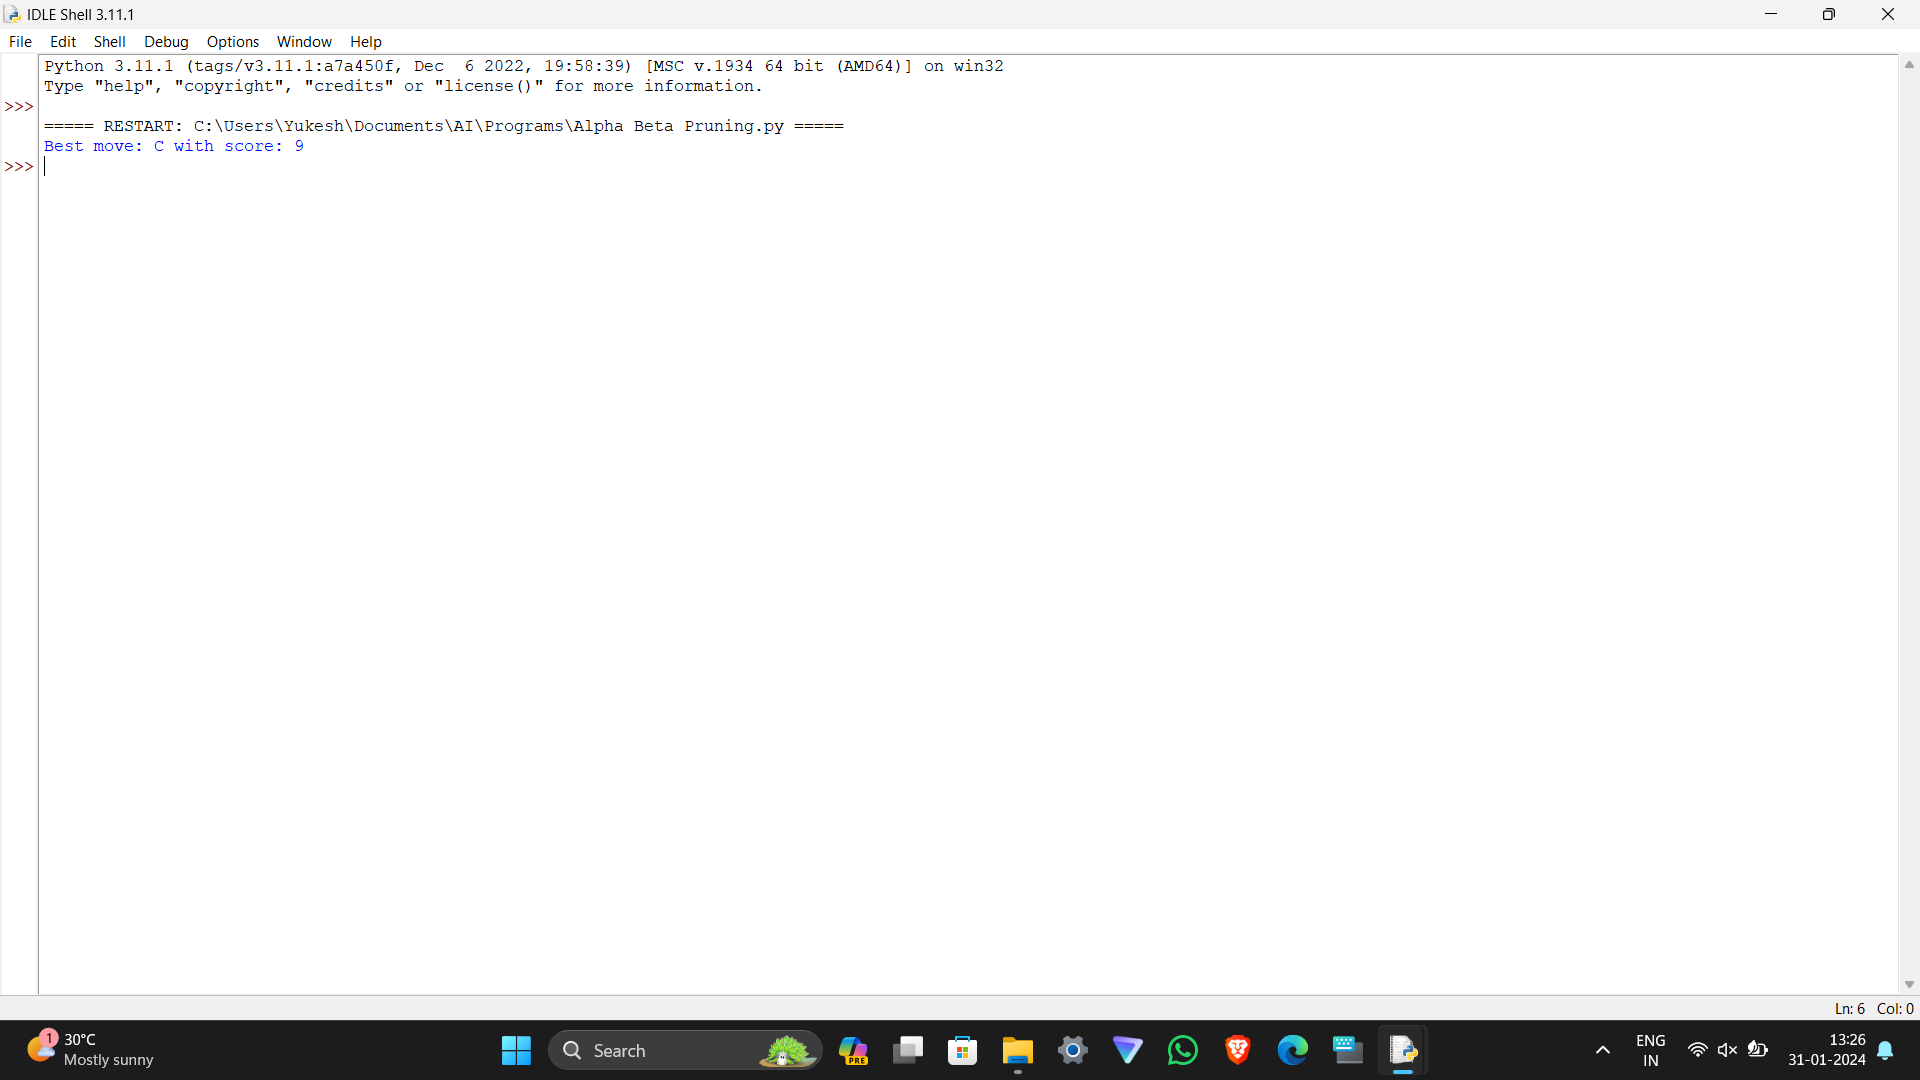 IDLE Shell 3.11.1
File Edit Shell Debug Options Window Help
Python 3.11.1 (tags/v3.11.1:a7a450f, Dec  6 2022, 19:58:39) [MSC v.1934 64 bit (AMD64)] on win32
Type "help", "copyright", "credits" or "license()" for more information.
>>>
===== RESTART: C:\Users\Yukesh\Documents\AI\Programs\Alpha Beta Pruning.py =====
Best move: C with score: 9
>>>
Ln: 6 Col: 0
1
30°C
Mostly sunny
Search
PRE
ENG
IN
13:26
31-01-2024